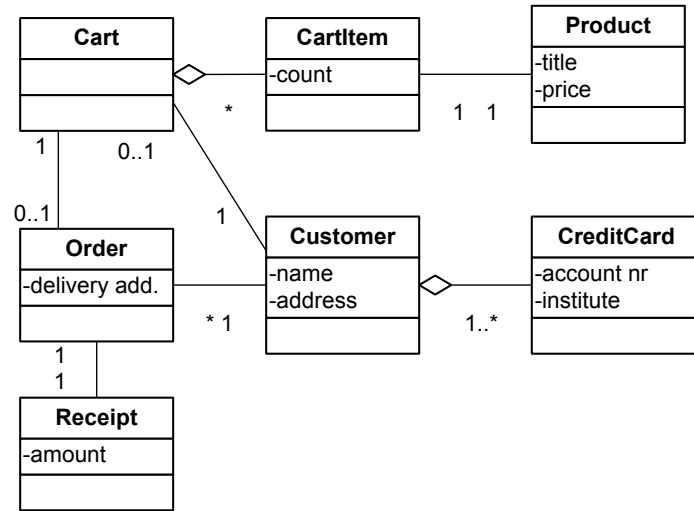 Cart
CartItem
-count
Product
-title
-price
*
1 1
1
0..1
1
0..1
Order
-delivery add.
Customer
-name
-address
CreditCard
-account nr
-institute
* 1
1..*
1
1
Receipt
-amount